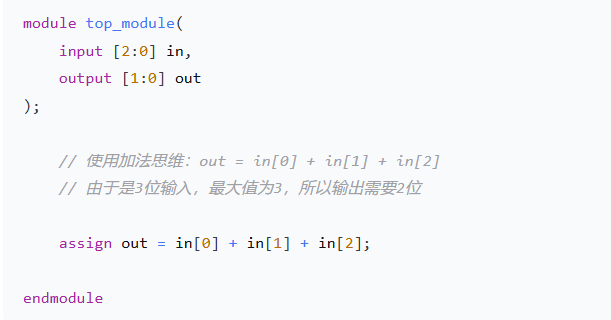 module top_module(
    input [2:0] in,
    output [1:0] out
);
    // 使用加法思维：out = in[0] + in[1] + in[2]
    // 由于是3位输入，最大值为3，所以输出需要2位
    assign out = in[0] + in[1] + in[2];
endmodule